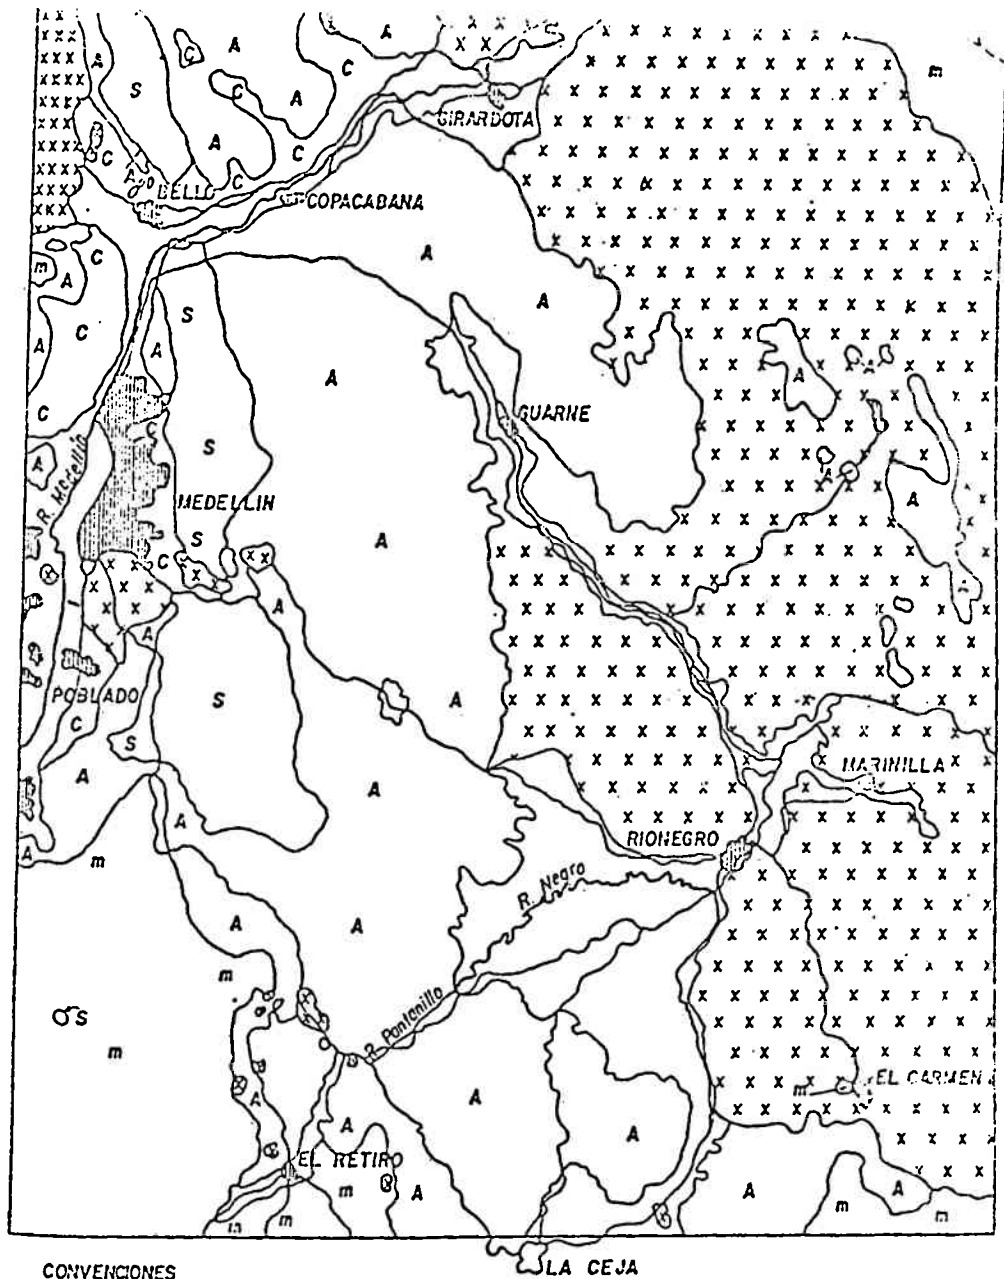 GIRARDOTA
BELLO
COPACABANA
GUARNE
R. Medellín
MEDELLIN
POBLADO
MARINILLA
RIONEGRO
R. Negro
R. Pantanillo
EL CARMEN
EL RETIRO
LA CEJA
CONVENCIONES